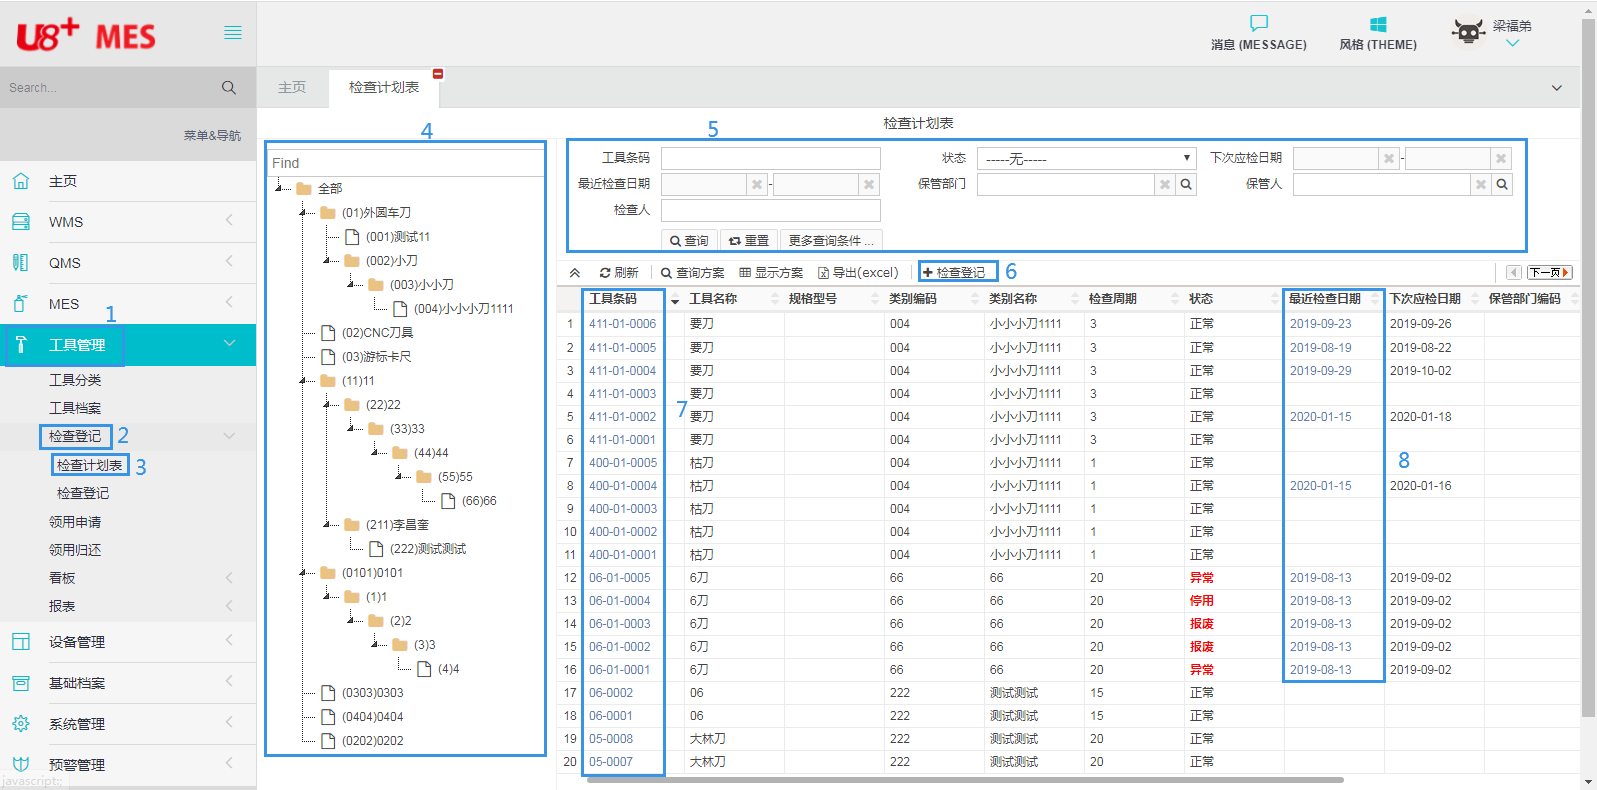 U8+ MES
消息 (MESSAGE)
风格 (THEME)
梁福弟
Search...
菜单&导航
主页
WMS
QMS
MES
1
工具管理
工具分类
工具档案
检查登记
2
检查计划表
3
检查登记
领用申请
领用归还
看板
报表
设备管理
基础档案
系统管理
预警管理
javascript:;
主页
检查计划表
检查计划表
4
Find
全部
(01)外圆车刀
(001)测试11
(002)小刀
(003)小小刀
(004)小小小刀1111
(02)CNC刀具
(03)游标卡尺
(11)11
(22)22
(33)33
(44)44
(55)55
(66)66
(211)李昌奎
(222)测试测试
(0101)0101
(1)1
(2)2
(3)3
(4)4
(0303)0303
(0404)0404
(0202)0202
5
工具条码 状态 -----无----- 下次应检日期 -
最近检查日期 - 保管部门 保管人
检查人
查询 重置 更多查询条件 ...
刷新 查询方案 显示方案 导出(excel) 检查登记 6 下一页
工具条码 工具名称 规格型号 类别编码 类别名称 检查周期 状态 最近检查日期 下次应检日期 保管部门编码
1 411-01-0006 要刀 004 小小小刀1111 3 正常 2019-09-23 2019-09-26
2 411-01-0005 要刀 004 小小小刀1111 3 正常 2019-08-19 2019-08-22
3 411-01-0004 要刀 004 小小小刀1111 3 正常 2019-09-29 2019-10-02
4 411-01-0003 要刀 004 小小小刀1111 3 正常
7
5 411-01-0002 要刀 004 小小小刀1111 3 正常 2020-01-15 2020-01-18
6 411-01-0001 要刀 004 小小小刀1111 3 正常
7 400-01-0005 枯刀 004 小小小刀1111 1 正常
8
8 400-01-0004 枯刀 004 小小小刀1111 1 正常 2020-01-15 2020-01-16
9 400-01-0003 枯刀 004 小小小刀1111 1 正常
10 400-01-0002 枯刀 004 小小小刀1111 1 正常
11 400-01-0001 枯刀 004 小小小刀1111 1 正常
12 06-01-0005 6刀 66 66 20 异常 2019-08-13 2019-09-02
13 06-01-0004 6刀 66 66 20 停用 2019-08-13 2019-09-02
14 06-01-0003 6刀 66 66 20 报废 2019-08-13 2019-09-02
15 06-01-0002 6刀 66 66 20 报废 2019-08-13 2019-09-02
16 06-01-0001 6刀 66 66 20 异常 2019-08-13 2019-09-02
17 06-0002 06 222 测试测试 15 正常
18 06-0001 06 222 测试测试 15 正常
19 05-0008 大林刀 222 测试测试 20 正常
20 05-0007 大林刀 222 测试测试 20 正常